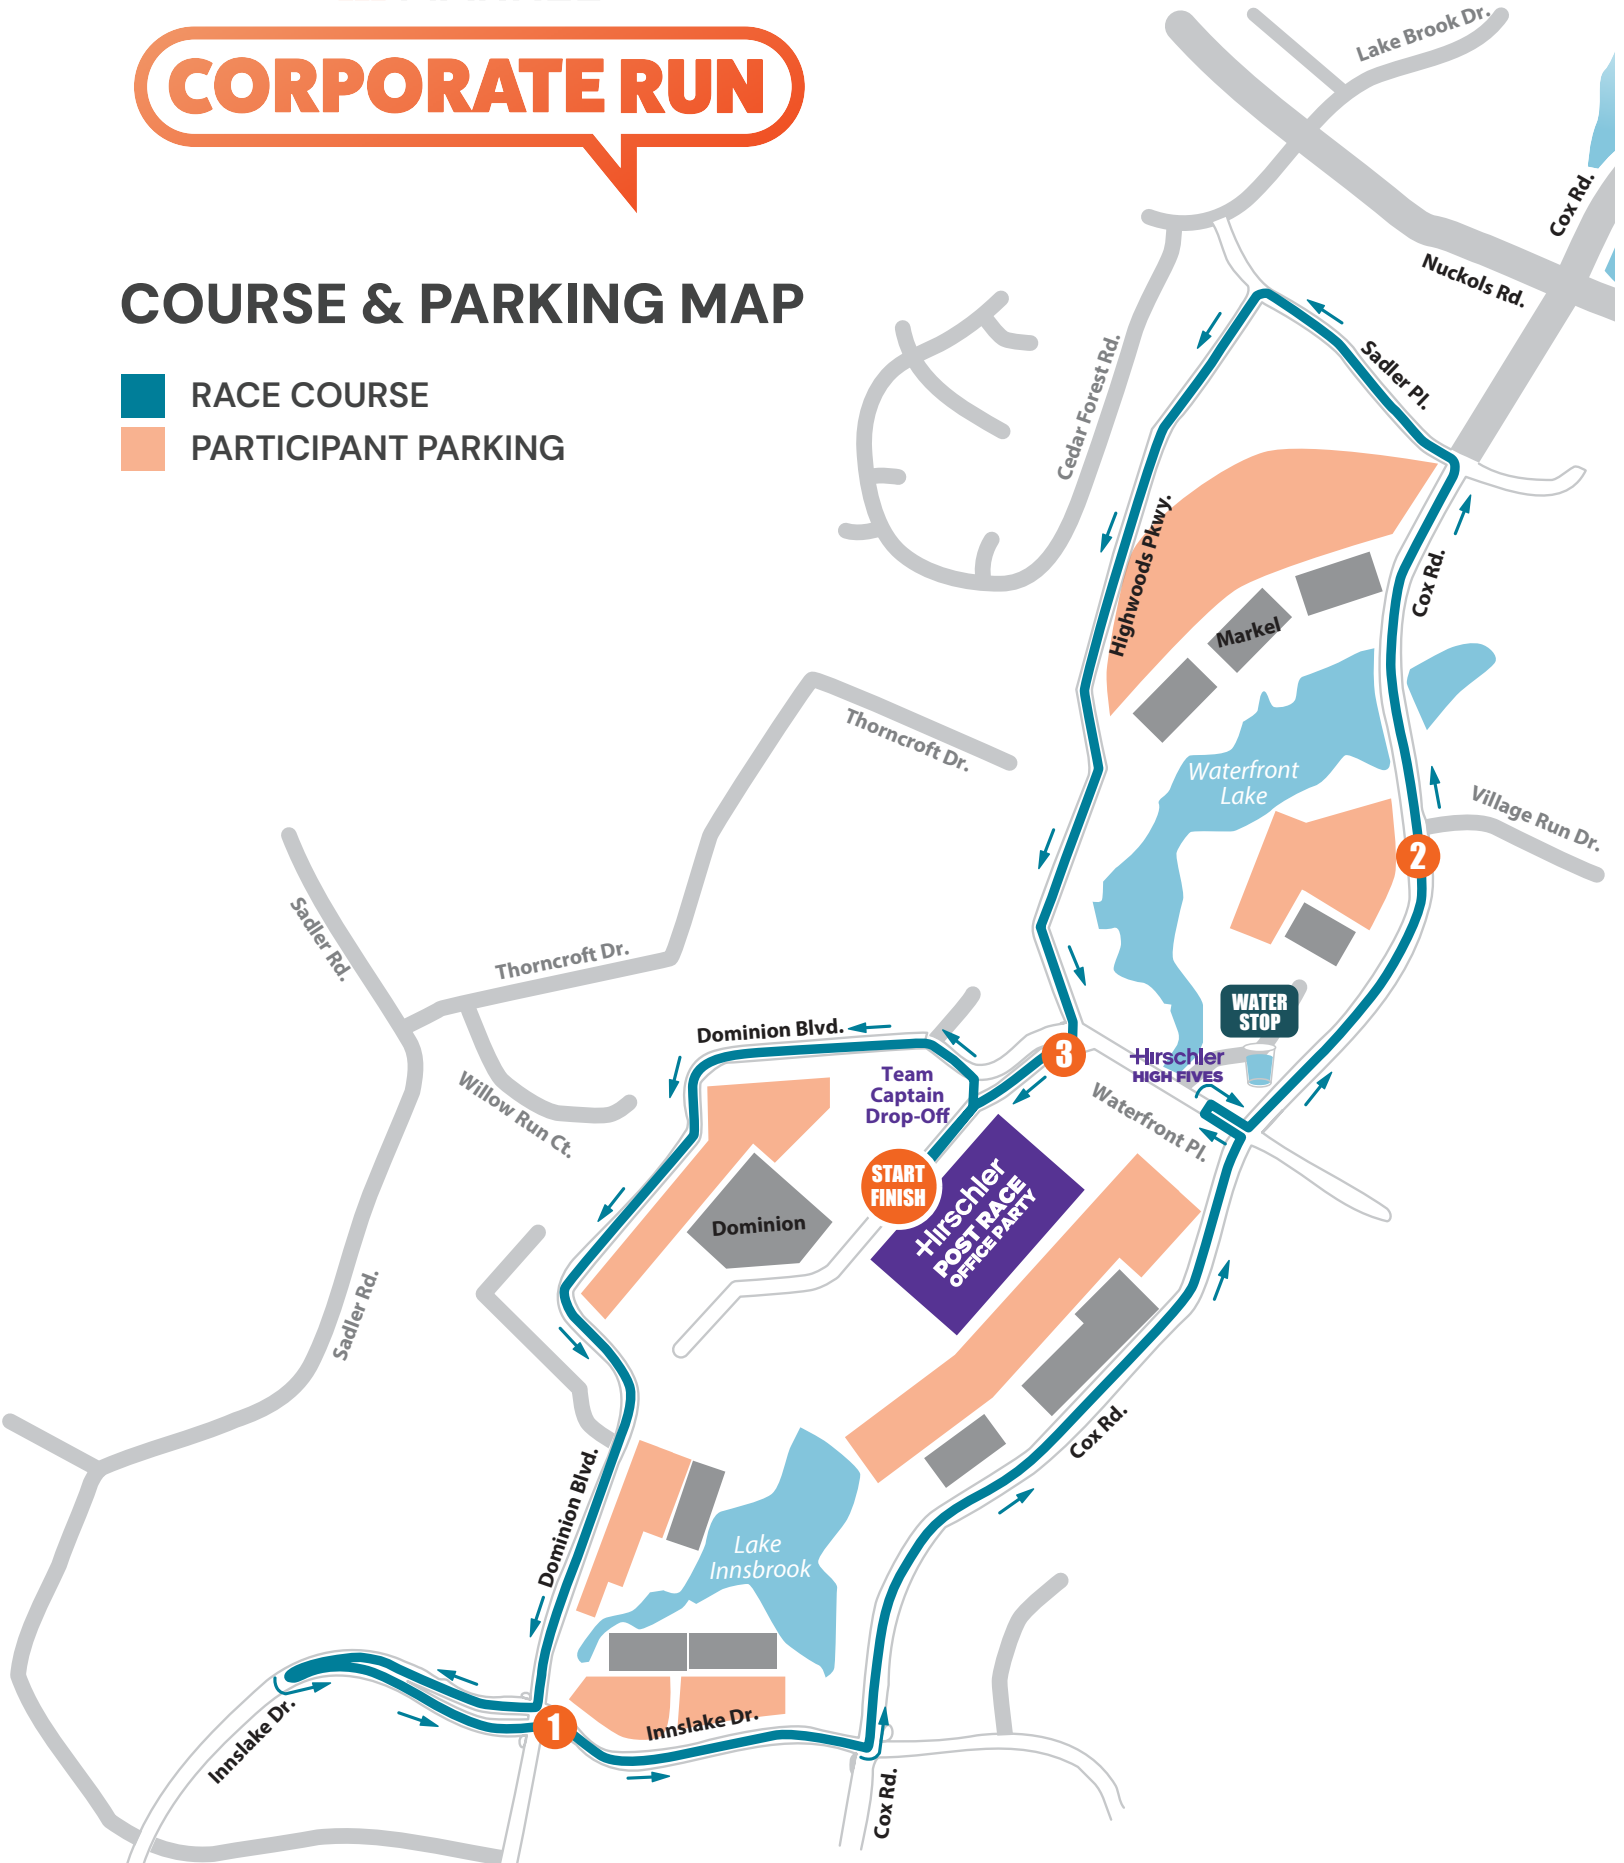 CORPORATE RUN
COURSE & PARKING MAP
RACE COURSE
PARTICIPANT PARKING
Lake Brook Dr.
Cox Rd.
Nuckols Rd.
Sadler Pl.
Cedar Forest Rd.
Highwoods Pkwy.
Cox Rd.
Markel
Thorncroft Dr.
Waterfront
Lake
Village Run Dr.
2
Sadler Rd.
Thorncroft Dr.
WATER
STOP
Dominion Blvd.
3
Hirschler
HIGH FIVES
Team
Captain
Drop-Off
Willow Run Ct.
Waterfront Pl.
START
FINISH
Hirschler
POST RACE
OFFICE PARTY
Dominion
Sadler Rd.
Cox Rd.
Dominion Blvd.
Lake
Innsbrook
Innslake Dr.
1
Innslake Dr.
Cox Rd.